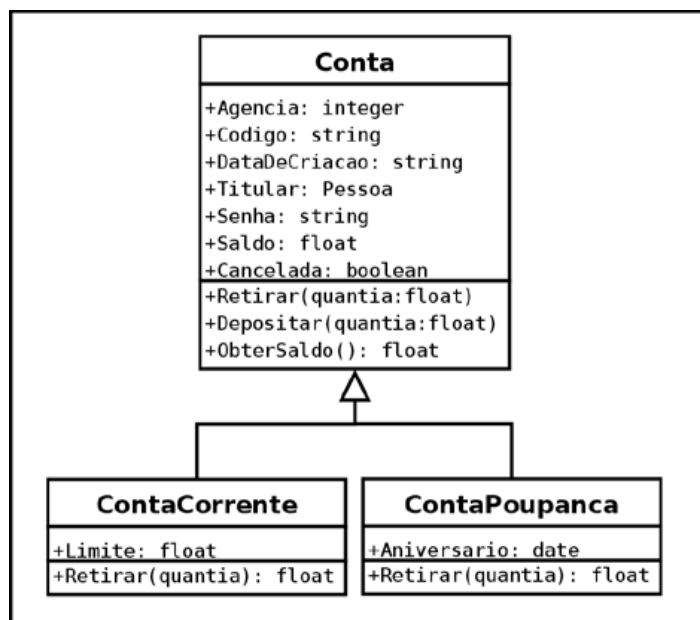 Conta
+Agencia: integer
+Codigo: string
+DataDeCriacao: string
+Titular: Pessoa
+Senha: string
+Saldo: float
+Cancelada: boolean
+Retirar(quantia:float)
+Depositar(quantia:float)
+ObterSaldo(): float
ContaCorrente
+Limite: float
+Retirar(quantia): float
ContaPoupanca
+Aniversario: date
+Retirar(quantia): float